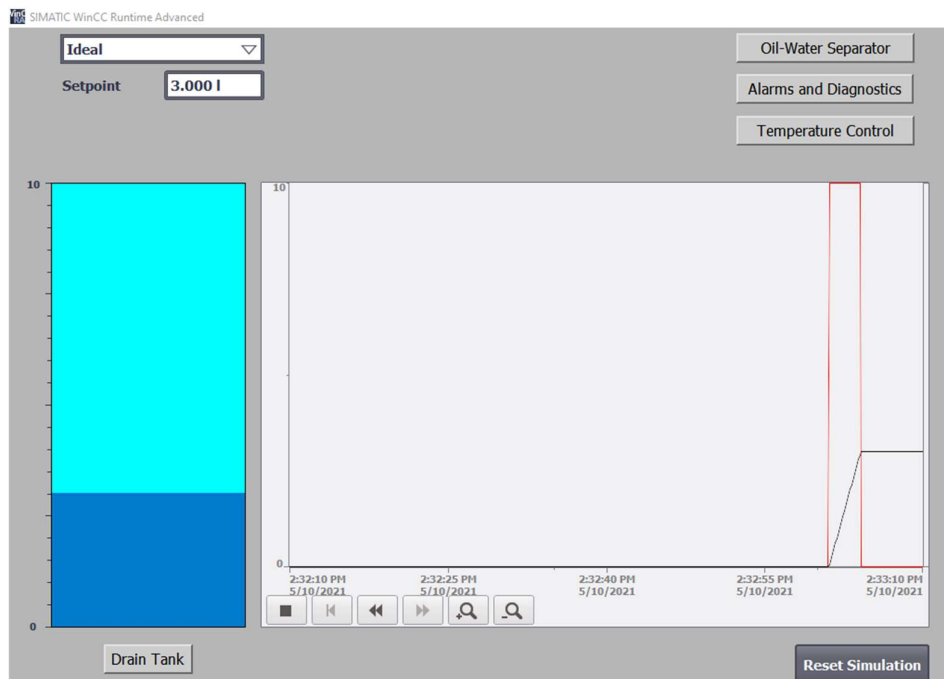 SIMATIC WinCC Runtime Advanced
Ideal
Setpoint 3.000 l
Oil-Water Separator
Alarms and Diagnostics
Temperature Control
10
0
10
0
2:32:10 PM 2:32:25 PM 2:32:40 PM 2:32:55 PM 2:33:10 PM
5/10/2021 5/10/2021 5/10/2021 5/10/2021 5/10/2021
Drain Tank
Reset Simulation